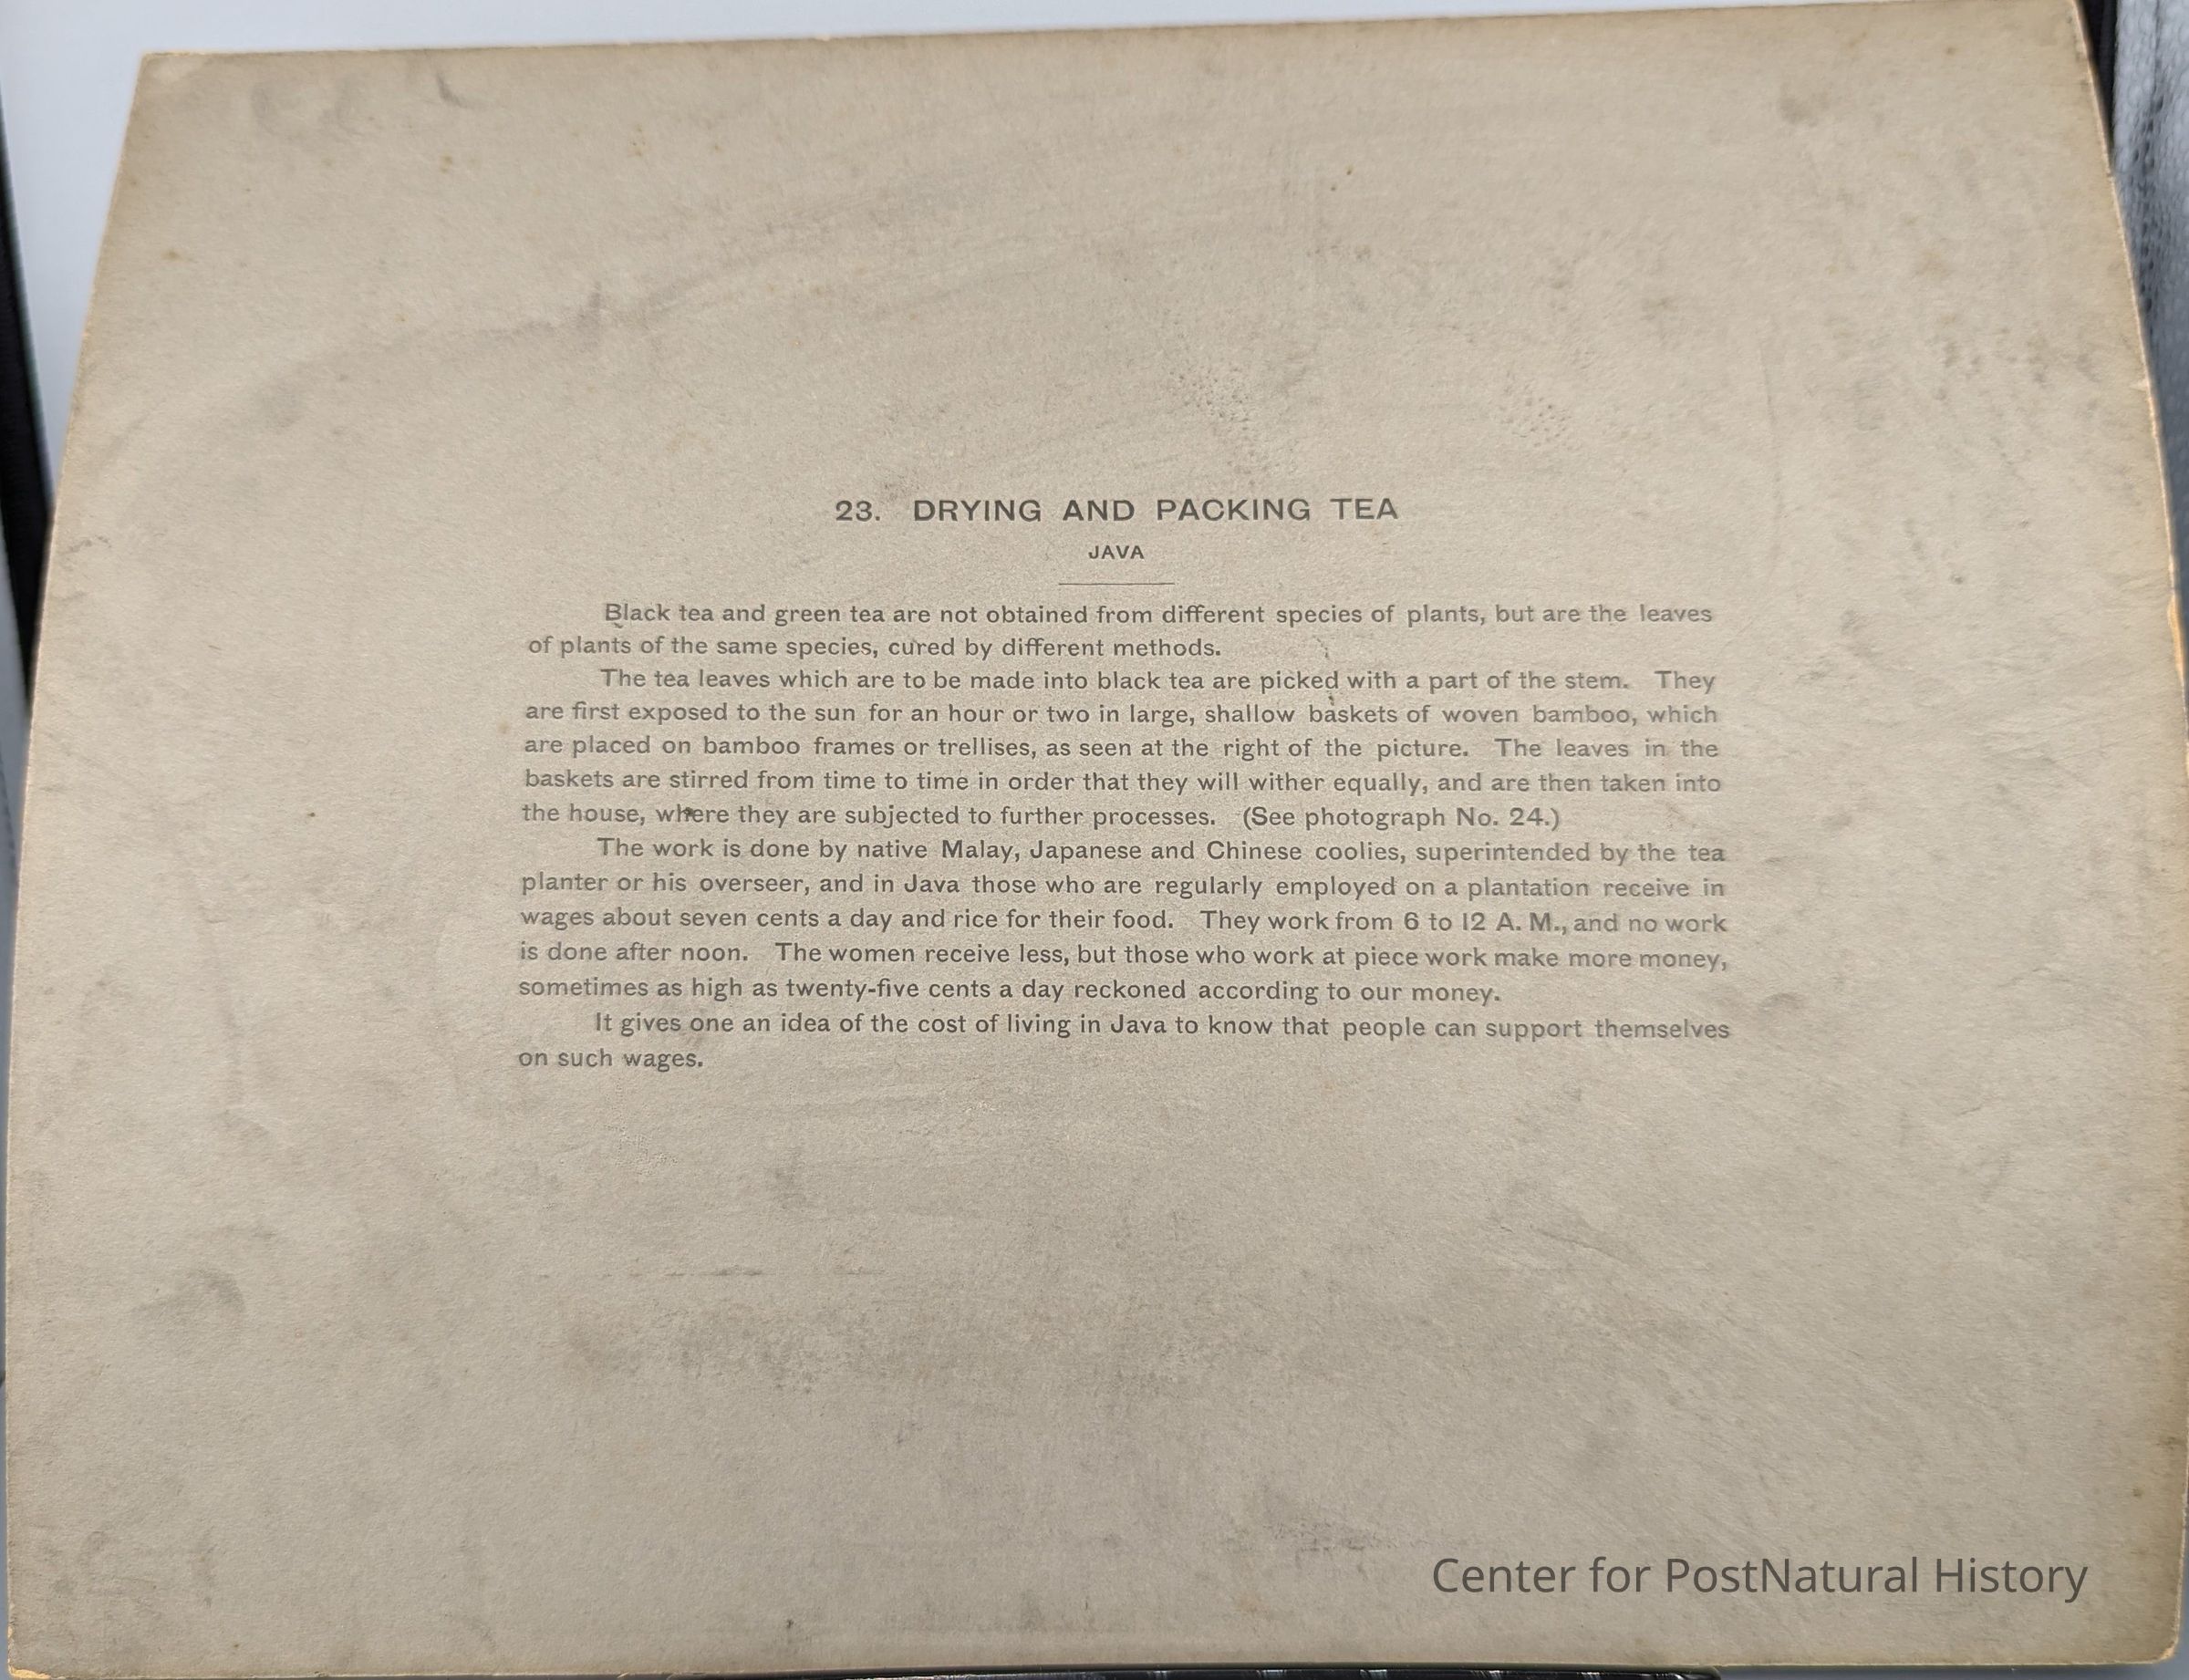 23. DRYING AND PACKING TEA
JAVA
Black tea and green tea are not obtained from different species of plants, but are the leaves
of plants of the same species, cured by different methods.
The tea leaves which are to be made into black tea are picked with a part of the stem. They
are first exposed to the sun for an hour or two in large, shallow baskets of woven bamboo, which
are placed on bamboo frames or trellises, as seen at the right of the picture. The leaves in the
baskets are stirred from time to time in order that they will wither equally, and are then taken into
the house, where they are subjected to further processes. (See photograph No. 24.)
The work is done by native Malay, Japanese and Chinese coolies, superintended by the tea
planter or his overseer, and in Java those who are regularly employed on a plantation receive in
wages about seven cents a day and rice for their food. They work from 6 to 12 A. M., and no work
is done after noon. The women receive less, but those who work at piece work make more money,
sometimes as high as twenty-five cents a day reckoned according to our money.
It gives one an idea of the cost of living in Java to know that people can support themselves
on such wages.
Center for PostNatural History